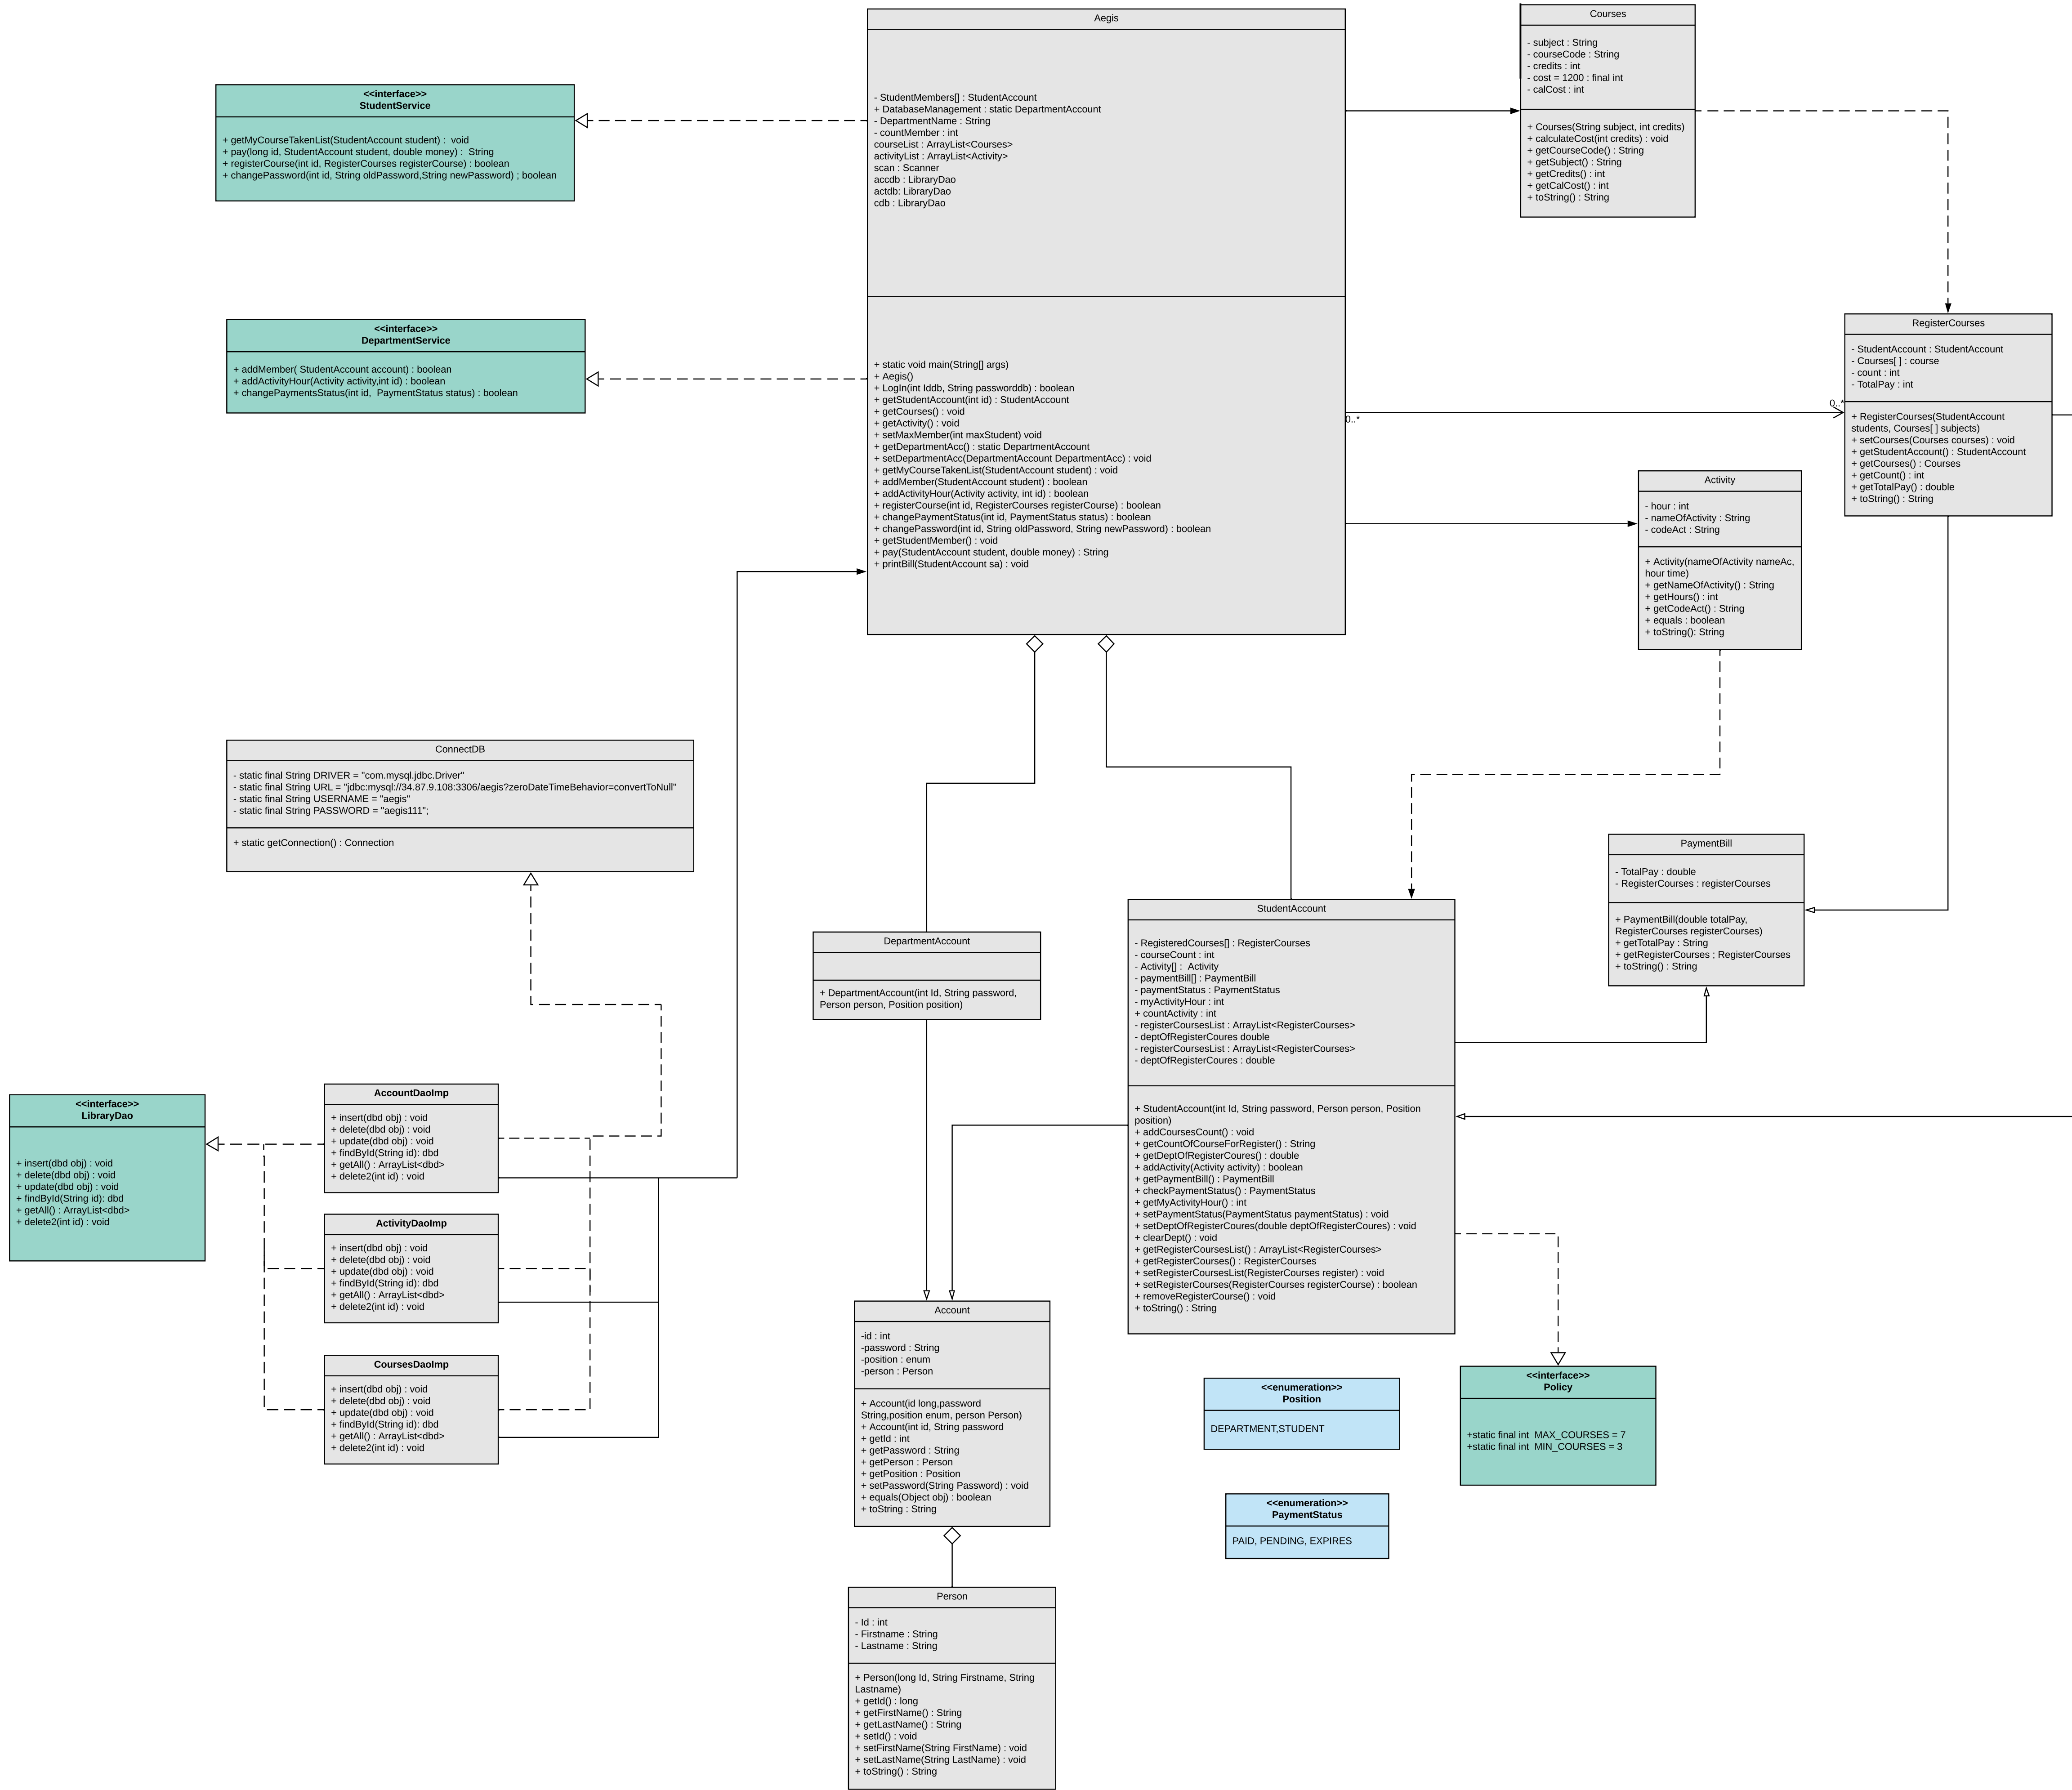 Aegis
- StudentMembers[] : StudentAccount
+ DatabaseManagement : static DepartmentAccount
- DepartmentName : String
- countMember : int
courseList : ArrayList<Courses>
activityList : ArrayList<Activity>
scan : Scanner
accdb : LibraryDao
actdb: LibraryDao
cdb : LibraryDao
+ static void main(String[] args)
+ Aegis()
+ LogIn(int Iddb, String passworddb) : boolean
+ getStudentAccount(int id) : StudentAccount
+ getCourses() : void
+ getActivity() : void
+ setMaxMember(int maxStudent) void
+ getDepartmentAcc() : static DepartmentAccount
+ setDepartmentAcc(DepartmentAccount DepartmentAcc) : void
+ getMyCourseTakenList(StudentAccount student) : void
+ addMember(StudentAccount student) : boolean
+ addActivityHour(Activity activity, int id) : boolean
+ registerCourse(int id, RegisterCourses registerCourse) : boolean
+ changePaymentStatus(int id, PaymentStatus status) : boolean
+ changePassword(int id, String oldPassword, String newPassword) : boolean
+ getStudentMember() : void
+ pay(StudentAccount student, double money) : String
+ printBill(StudentAccount sa) : void
Courses
- subject : String
- courseCode : String
- credits : int
- cost = 1200 : final int
- calCost : int
+ Courses(String subject, int credits)
+ calculateCost(int credits) : void
+ getCourseCode() : String
+ getSubject() : String
+ getCredits() : int
+ getCalCost() : int
+ toString() : String
<<interface>>
StudentService
+ getMyCourseTakenList(StudentAccount student) :  void
+ pay(long id, StudentAccount student, double money) :  String
+ registerCourse(int id, RegisterCourses registerCourse) : boolean
+ changePassword(int id, String oldPassword,String newPassword) ; boolean
<<interface>>
DepartmentService
+ addMember( StudentAccount account) : boolean
+ addActivityHour(Activity activity,int id) : boolean
+ changePaymentsStatus(int id,  PaymentStatus status) : boolean
0..*
0..*
RegisterCourses
- StudentAccount : StudentAccount
- Courses[ ] : course
- count : int
- TotalPay : int
+ RegisterCourses(StudentAccount
students, Courses[ ] subjects)
+ setCourses(Courses courses) : void
+ getStudentAccount() : StudentAccount
+ getCourses() : Courses
+ getCount() : int
+ getTotalPay() : double
+ toString() : String
Activity
- hour : int
- nameOfActivity : String
- codeAct : String
+ Activity(nameOfActivity nameAc,
hour time)
+ getNameOfActivity() : String
+ getHours() : int
+ getCodeAct() : String
+ equals : boolean
+ toString(): String
ConnectDB
- static final String DRIVER = "com.mysql.jdbc.Driver"
- static final String URL = "jdbc:mysql://34.87.9.108:3306/aegis?zeroDateTimeBehavior=convertToNull"
- static final String USERNAME = "aegis"
- static final String PASSWORD = "aegis111";
+ static getConnection() : Connection
PaymentBill
- TotalPay : double
- RegisterCourses : registerCourses
+ PaymentBill(double totalPay,
RegisterCourses registerCourses)
+ getTotalPay : String
+ getRegisterCourses ; RegisterCourses
+ toString() : String
DepartmentAccount
+ DepartmentAccount(int Id, String password,
Person person, Position position)
StudentAccount
- RegisteredCourses[] : RegisterCourses
- courseCount : int
- Activity[] :  Activity
- paymentBill[] : PaymentBill
- paymentStatus : PaymentStatus
- myActivityHour : int
+ countActivity : int
- registerCoursesList : ArrayList<RegisterCourses>
- deptOfRegisterCoures double
- registerCoursesList : ArrayList<RegisterCourses>
- deptOfRegisterCoures : double
+ StudentAccount(int Id, String password, Person person, Position
position)
+ addCoursesCount() : void
+ getCountOfCourseForRegister() : String
+ getDeptOfRegisterCoures() : double
+ addActivity(Activity activity) : boolean
+ getPaymentBill() : PaymentBill
+ checkPaymentStatus() : PaymentStatus
+ getMyActivityHour() : int
+ setPaymentStatus(PaymentStatus paymentStatus) : void
+ setDeptOfRegisterCoures(double deptOfRegisterCoures) : void
+ clearDept() : void
+ getRegisterCoursesList() : ArrayList<RegisterCourses>
+ getRegisterCourses() : RegisterCourses
+ setRegisterCoursesList(RegisterCourses register) : void
+ setRegisterCourses(RegisterCourses registerCourse) : boolean
+ removeRegisterCourse() : void
+ toString() : String
<<interface>>
LibraryDao
+ insert(dbd obj) : void
+ delete(dbd obj) : void
+ update(dbd obj) : void
+ findById(String id): dbd
+ getAll() : ArrayList<dbd>
+ delete2(int id) : void
AccountDaoImp
+ insert(dbd obj) : void
+ delete(dbd obj) : void
+ update(dbd obj) : void
+ findById(String id): dbd
+ getAll() : ArrayList<dbd>
+ delete2(int id) : void
ActivityDaoImp
+ insert(dbd obj) : void
+ delete(dbd obj) : void
+ update(dbd obj) : void
+ findById(String id): dbd
+ getAll() : ArrayList<dbd>
+ delete2(int id) : void
CoursesDaoImp
+ insert(dbd obj) : void
+ delete(dbd obj) : void
+ update(dbd obj) : void
+ findById(String id): dbd
+ getAll() : ArrayList<dbd>
+ delete2(int id) : void
Account
-id : int
-password : String
-position : enum
-person : Person
+ Account(id long,password
String,position enum, person Person)
+ Account(int id, String password
+ getId : int
+ getPassword : String
+ getPerson : Person
+ getPosition : Position
+ setPassword(String Password) : void
+ equals(Object obj) : boolean
+ toString : String
<<enumeration>>
Position
DEPARTMENT,STUDENT
<<interface>>
Policy
+static final int  MAX_COURSES = 7
+static final int  MIN_COURSES = 3
<<enumeration>>
PaymentStatus
PAID, PENDING, EXPIRES
Person
- Id : int
- Firstname : String
- Lastname : String
+ Person(long Id, String Firstname, String
Lastname)
+ getId() : long
+ getFirstName() : String
+ getLastName() : String
+ setId() : void
+ setFirstName(String FirstName) : void
+ setLastName(String LastName) : void
+ toString() : String